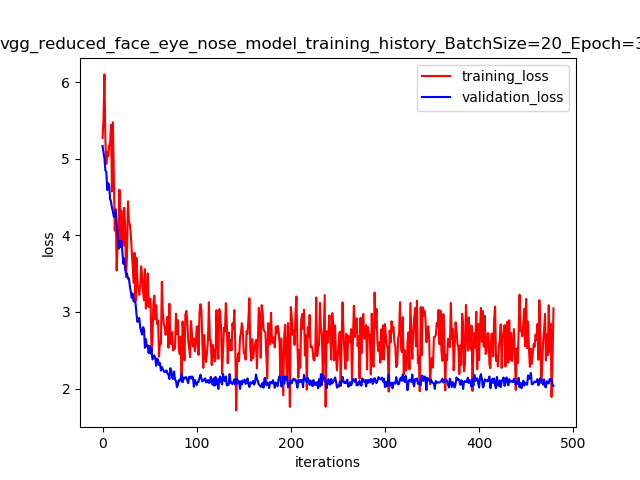 vgg_reduced_face_eye_nose_model_training_history_BatchSize=20_Epoch=3
6
training_loss
validation_loss
5
4
loss
3
2
0 100 200 300 400 500
iterations